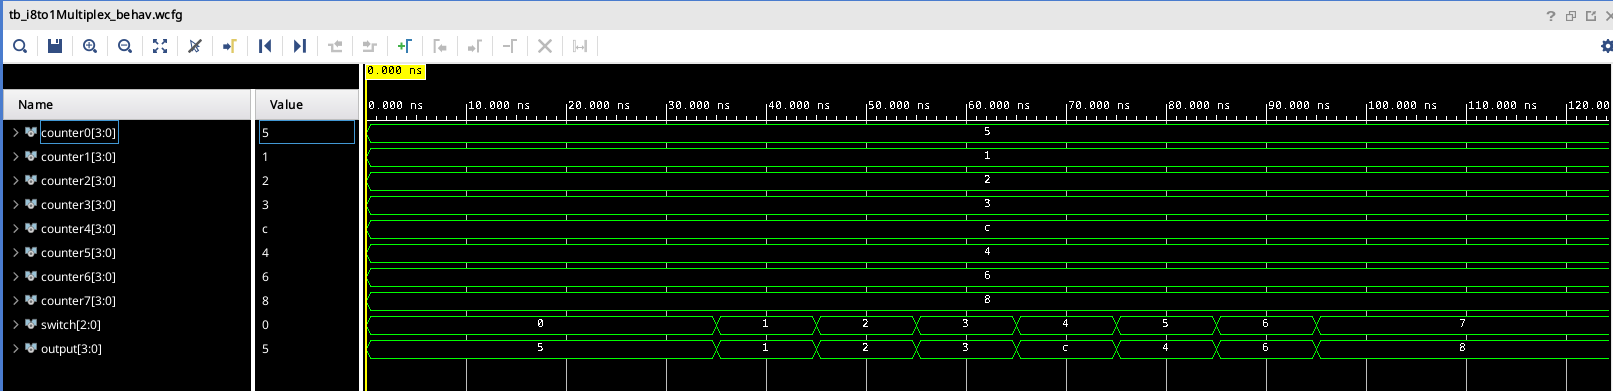 tb_i8to1Multiplex_behav.wcfg
0.000 ns
Name Value 0.000 ns 10.000 ns 20.000 ns 30.000 ns 40.000 ns 50.000 ns 60.000 ns 70.000 ns 80.000 ns 90.000 ns 100.000 ns 110.000 ns 120.00
counter0[3:0] 5 5
counter1[3:0] 1 1
counter2[3:0] 2 2
counter3[3:0] 3 3
counter4[3:0] c c
counter5[3:0] 4 4
counter6[3:0] 6 6
counter7[3:0] 8 8
switch[2:0] 0 0 1 2 3 4 5 6 7
output[3:0] 5 5 1 2 3 c 4 6 8